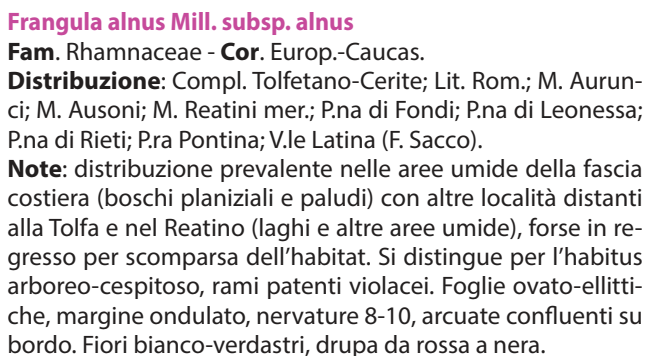 Frangula alnus Mill. subsp. alnus
Fam. Rhamnaceae - Cor. Europ.-Caucas.
Distribuzione: Compl. Tolfetano-Cerite; Lit. Rom.; M. Aurun-
ci; M. Ausoni; M. Reatini mer.; P.na di Fondi; P.na di Leonessa;
P.na di Rieti; P.ra Pontina; V.le Latina (F. Sacco).
Note: distribuzione prevalente nelle aree umide della fascia
costiera (boschi planiziali e paludi) con altre località distanti
alla Tolfa e nel Reatino (laghi e altre aree umide), forse in re-
gresso per scomparsa dell'habitat. Si distingue per l'habitus
arboreo-cespitoso, rami patenti violacei. Foglie ovato-ellitti-
che, margine ondulato, nervature 8-10, arcuate confluenti su
bordo. Fiori bianco-verdastri, drupa da rossa a nera.